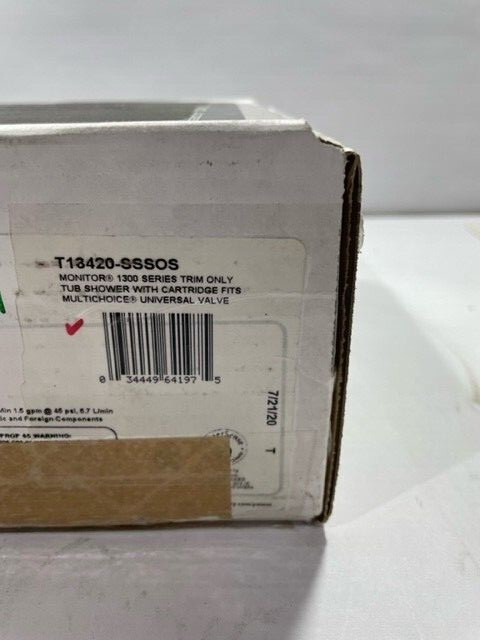 T13420-SSSOS
MONITOR® 1300 SERIES TRIM ONLY
TUB SHOWER WITH CARTRIDGE FITS
MULTICHOICE® UNIVERSAL VALVE
0 34449 64197 5
7/21/20 T
Min 1.5 gpm @ 45 psi, 5.7 L/min
and Foreign Components
PROP 65 WARNING: